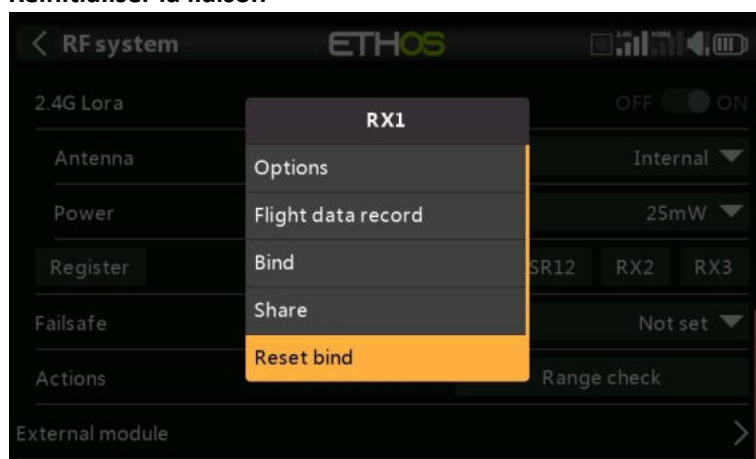 Réinitialiser la liaison
RF system
ETHOS
2.4G Lora
OFF
ON
RX1
Antenna
Options
Internal
Power
Flight data record
25mW
Register
Bind
SR12
RX2
RX3
Failsafe
Share
Not set
Actions
Reset bind
Range check
External module